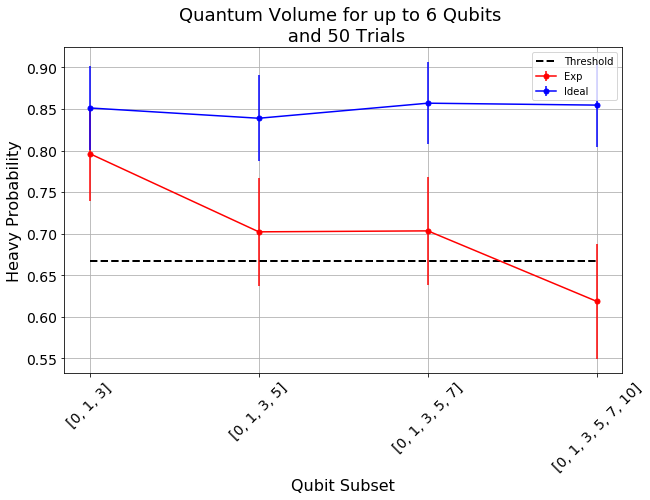 Quantum Volume for up to 6 Qubits
and 50 Trials
Threshold
Exp
Ideal
Heavy Probability
0.90
0.85
0.80
0.75
0.70
0.65
0.60
0.55
[0, 1, 3]
[0, 1, 3, 5]
[0, 1, 3, 5, 7]
[0, 1, 3, 5, 7, 10]
Qubit Subset